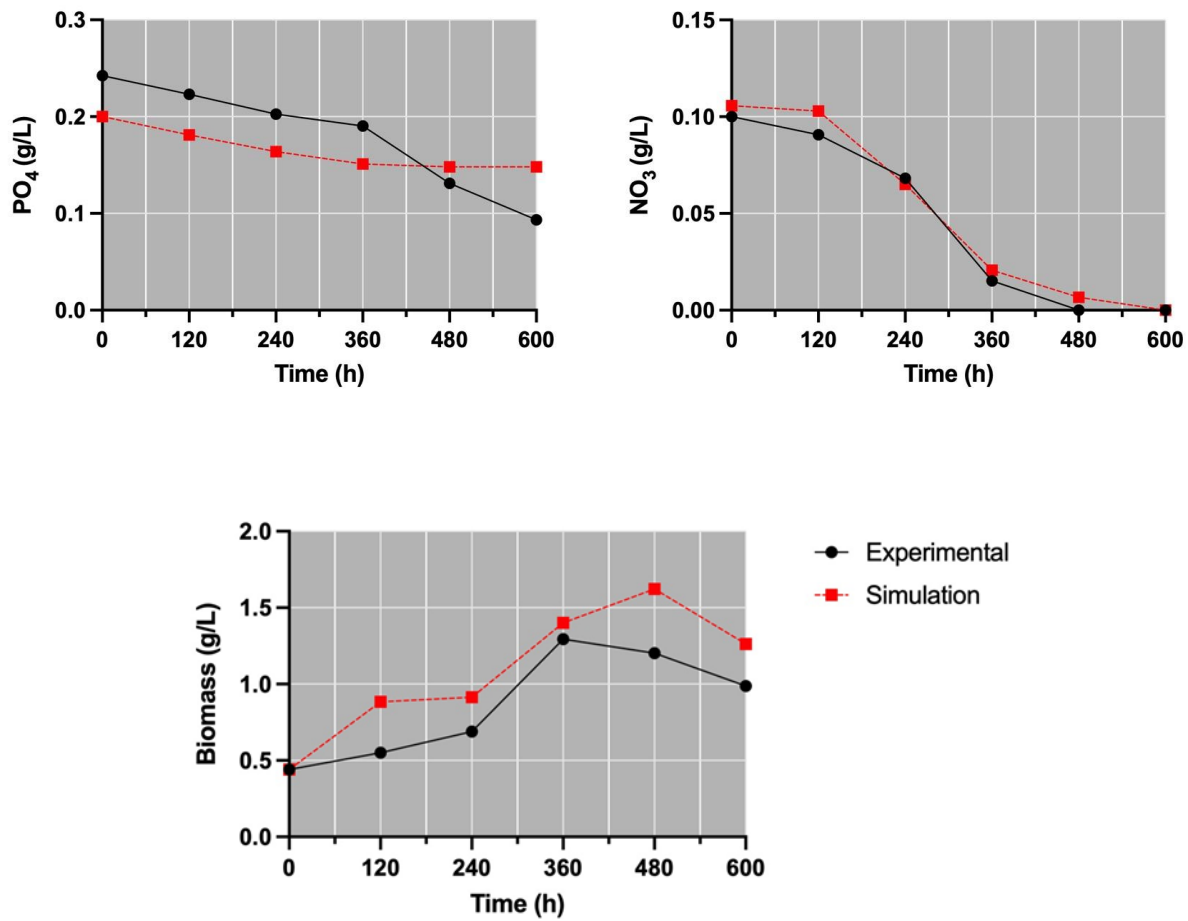 PO4 (g/L)
0.3
0.2
0.1
0.0
0 120 240 360 480 600
Time (h)
NO3 (g/L)
0.15
0.10
0.05
0.00
0 120 240 360 480 600
Time (h)
Biomass (g/L)
2.0
1.5
1.0
0.5
0.0
0 120 240 360 480 600
Time (h)
Experimental
Simulation